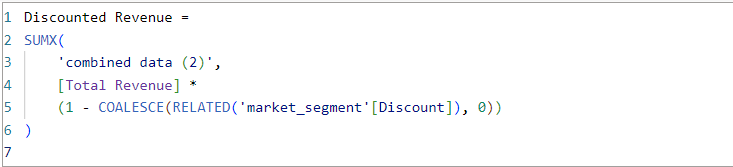 1 Discounted Revenue =
2 SUMX(
3     'combined data (2)',
4     [Total Revenue] *
5     (1 - COALESCE(RELATED('market_segment'[Discount]), 0))
6 )
7